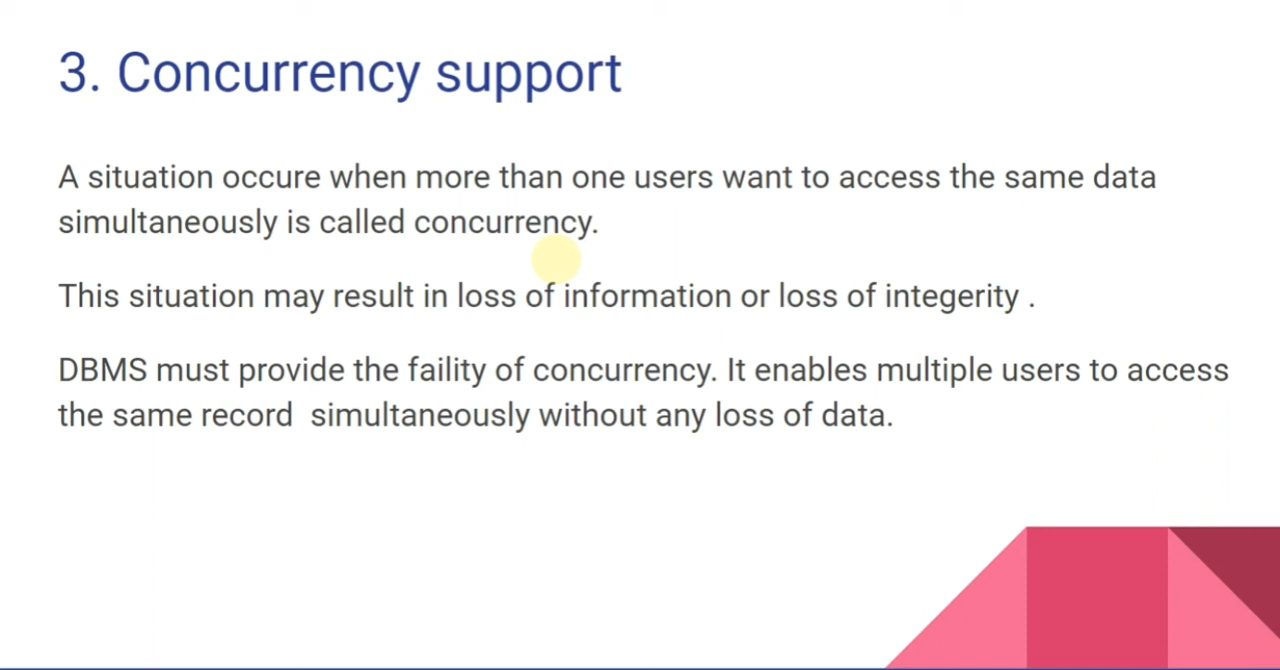 3. Concurrency support
A situation occure when more than one users want to access the same data
simultaneously is called concurrency.
This situation may result in loss of information or loss of integerity .
DBMS must provide the faility of concurrency. It enables multiple users to access
the same record  simultaneously without any loss of data.